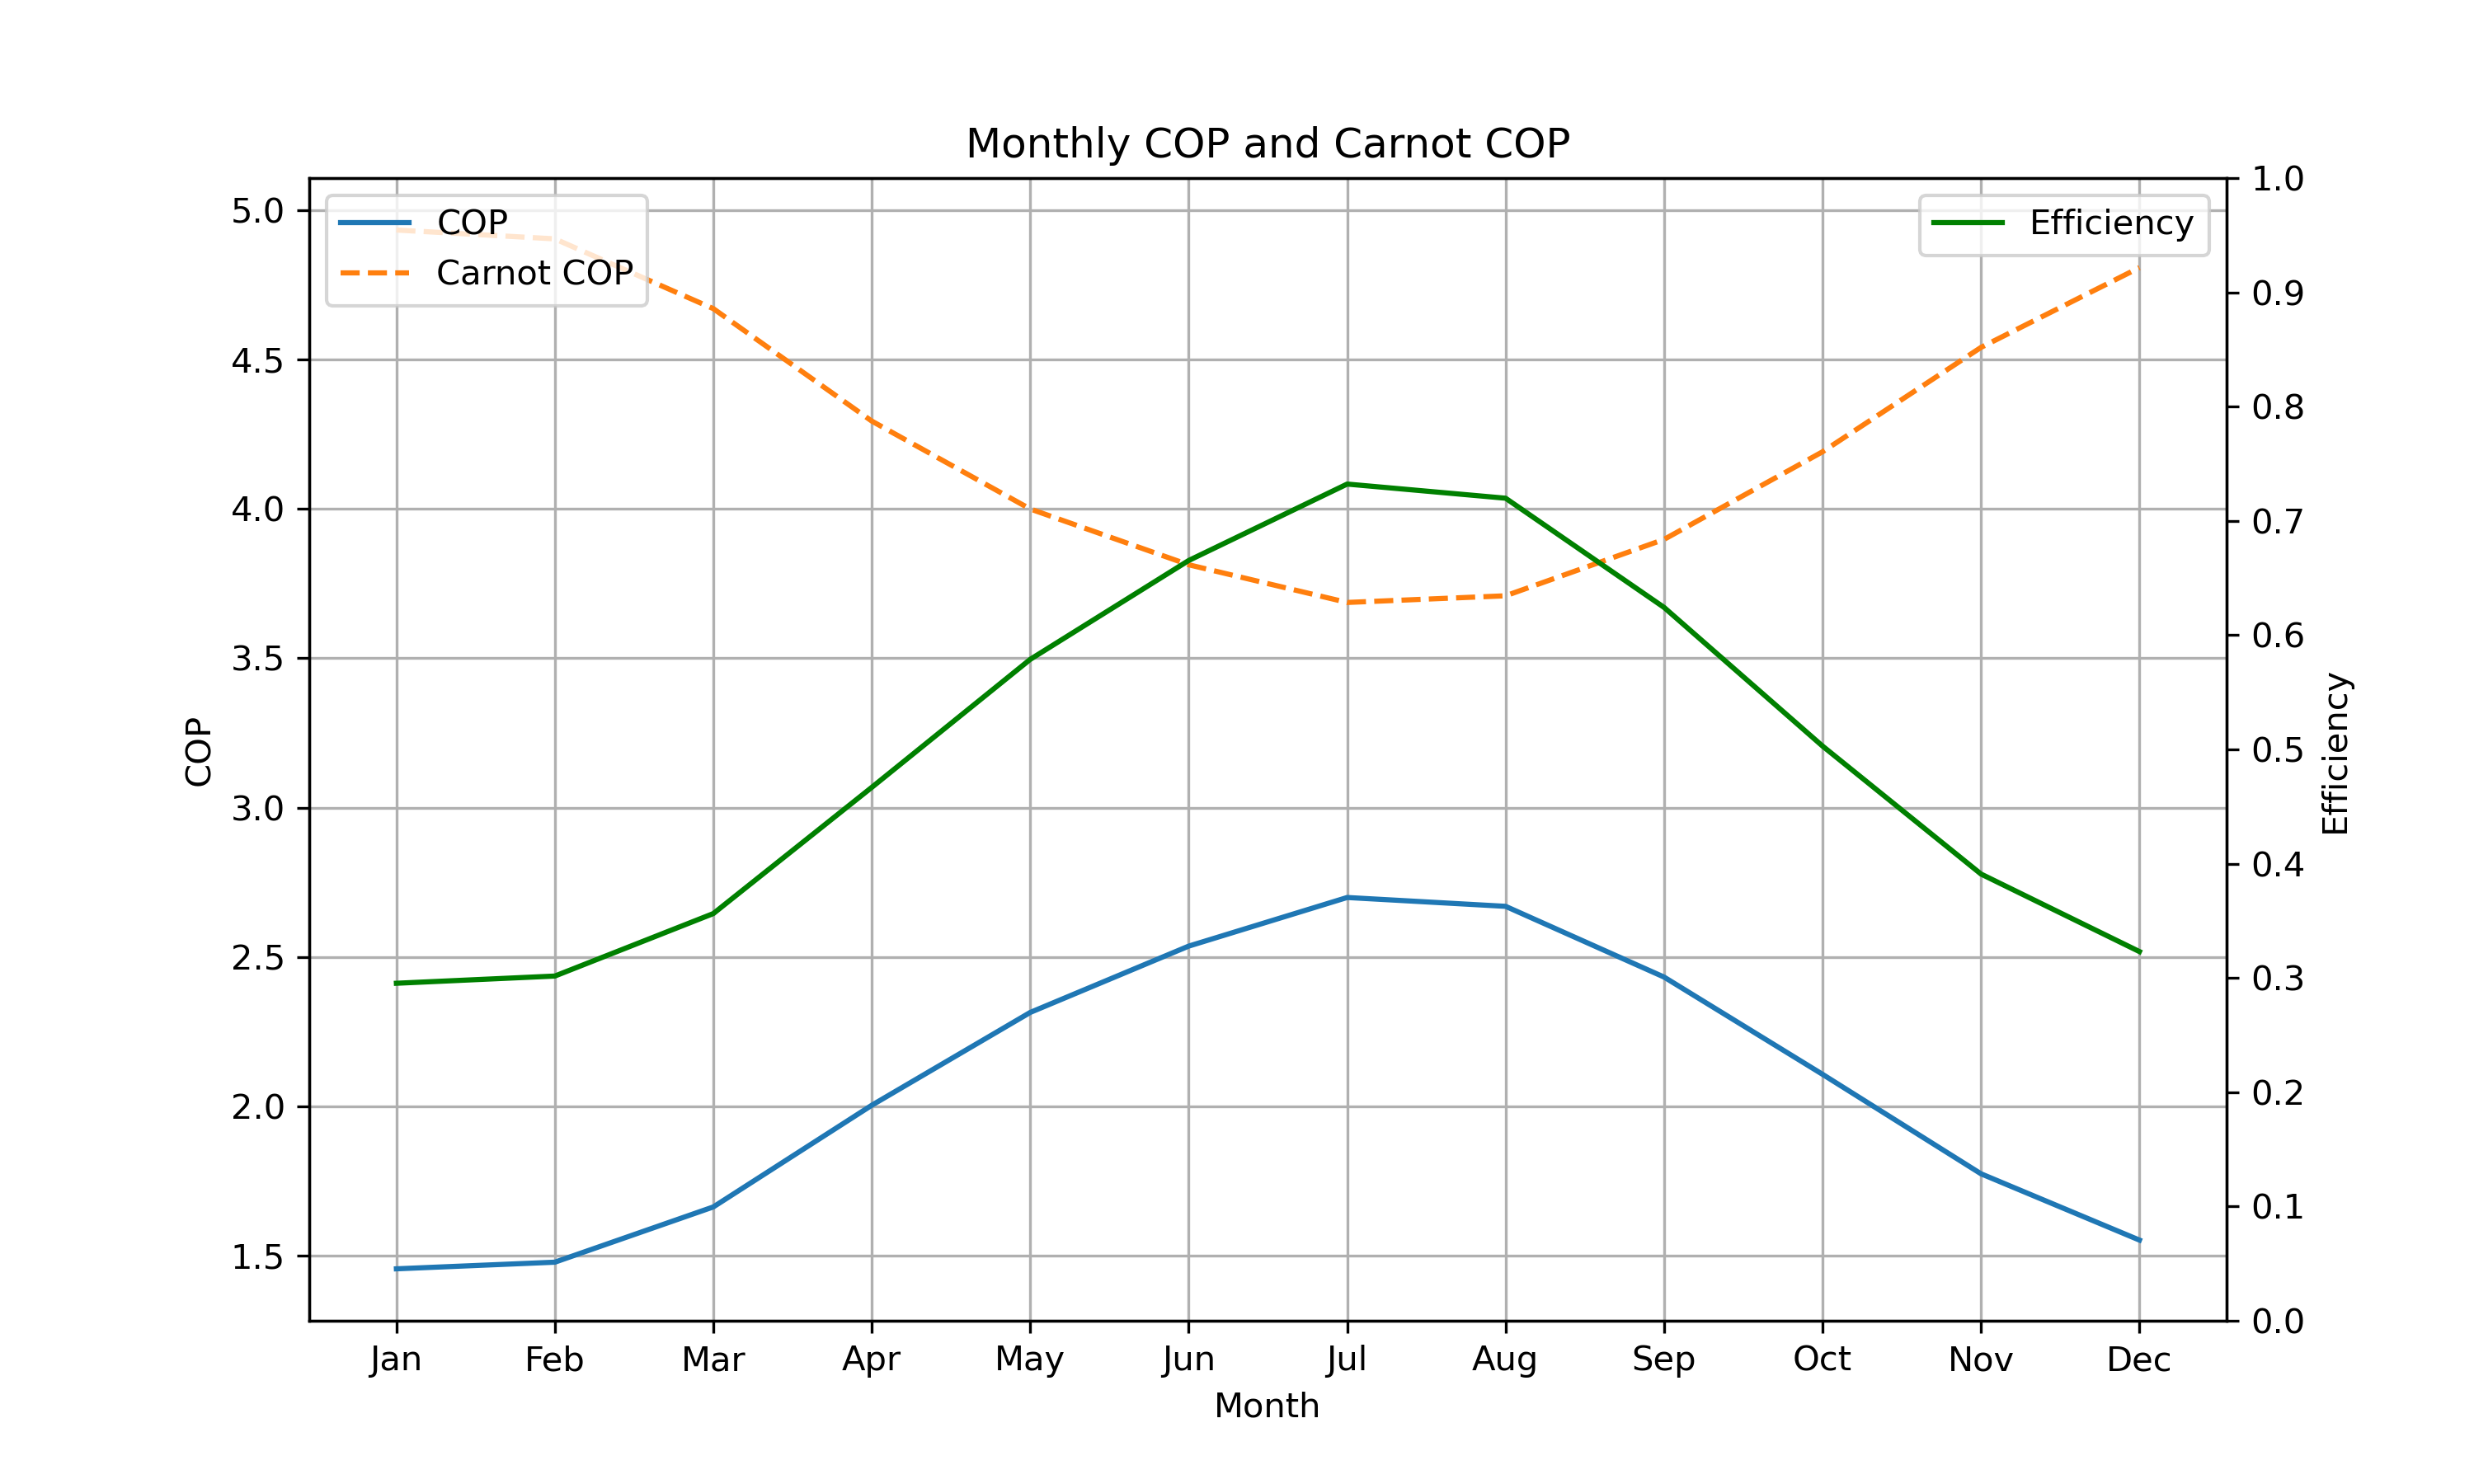 Monthly COP and Carnot COP
COP
Carnot COP
Efficiency
5.0
4.5
4.0
3.5
3.0
2.5
2.0
1.5
COP
1.0
0.9
0.8
0.7
0.6
0.5
0.4
0.3
0.2
0.1
0.0
Efficiency
Jan Feb Mar Apr May Jun Jul Aug Sep Oct Nov Dec
Month